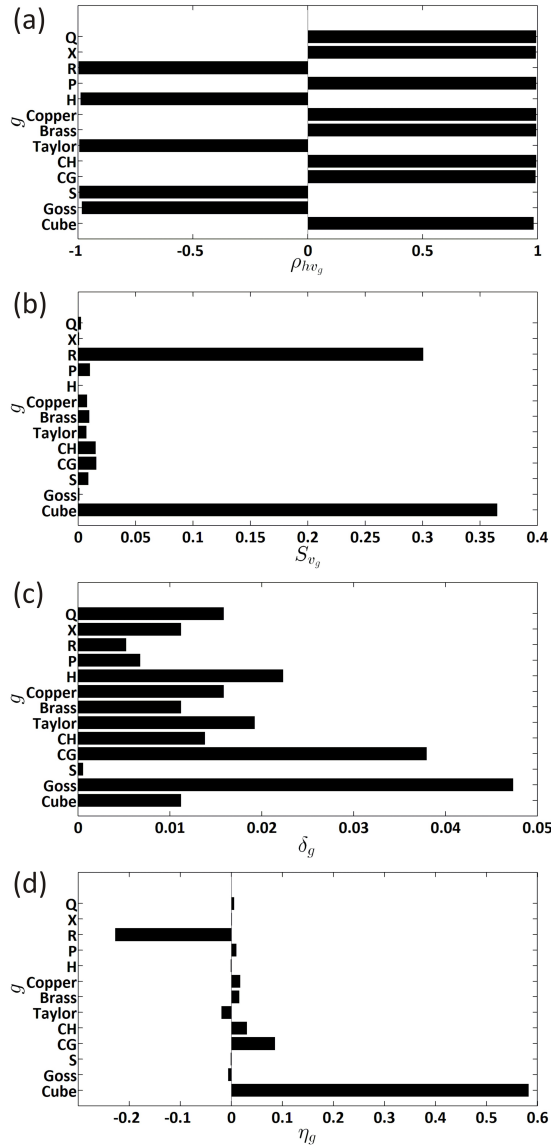 (a)
Q
X
R
P
H
Copper
Brass
Taylor
CH
CG
S
Goss
Cube
g
-1 -0.5 0 0.5 1
ρhvg
(b)
Q
X
R
P
H
Copper
Brass
Taylor
CH
CG
S
Goss
Cube
g
0 0.05 0.1 0.15 0.2 0.25 0.3 0.35 0.4
Svg
(c)
Q
X
R
P
H
Copper
Brass
Taylor
CH
CG
S
Goss
Cube
g
0 0.01 0.02 0.03 0.04 0.05
δg
(d)
Q
X
R
P
H
Copper
Brass
Taylor
CH
CG
S
Goss
Cube
g
-0.2 -0.1 0 0.1 0.2 0.3 0.4 0.5 0.6
ηg